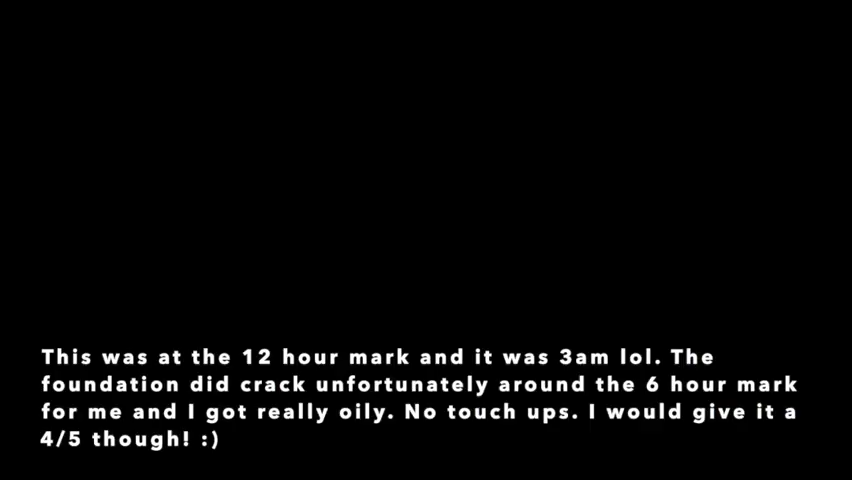 This was at the 12 hour mark and it was 3am lol. The
foundation did crack unfortunately around the 6 hour mark
for me and I got really oily. No touch ups. I would give it a
4/5 though! :)